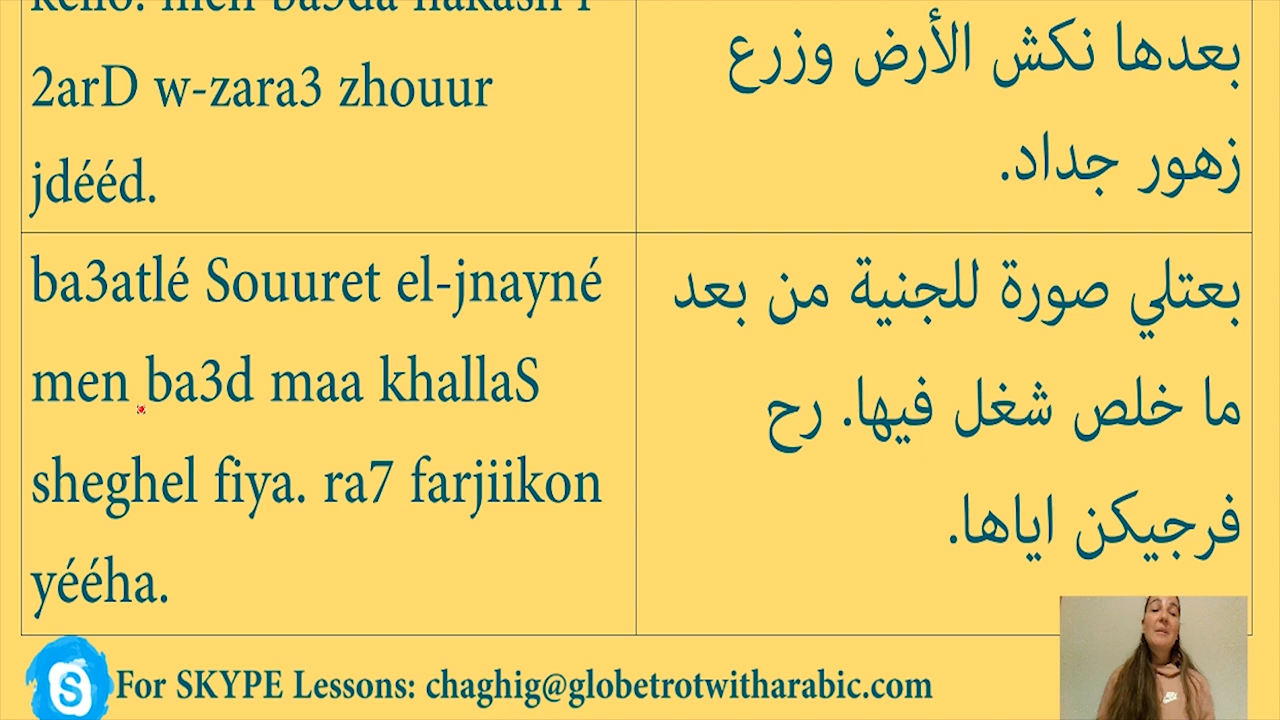 2arD w-zara3 zhouur
jdééd.
بعدها نكش الأرض وزرع
زهور جداد.
ba3atlé Souuret el-jnayné
men ba3d maa khallaS
sheghel fiya. ra7 farjiikon
yééha.
بعتلي صورة للجنية من بعد
ما خلص شغل فيها. رح
فرجيكن اياها.
For SKYPE Lessons: chaghig@globetrotwitharabic.com